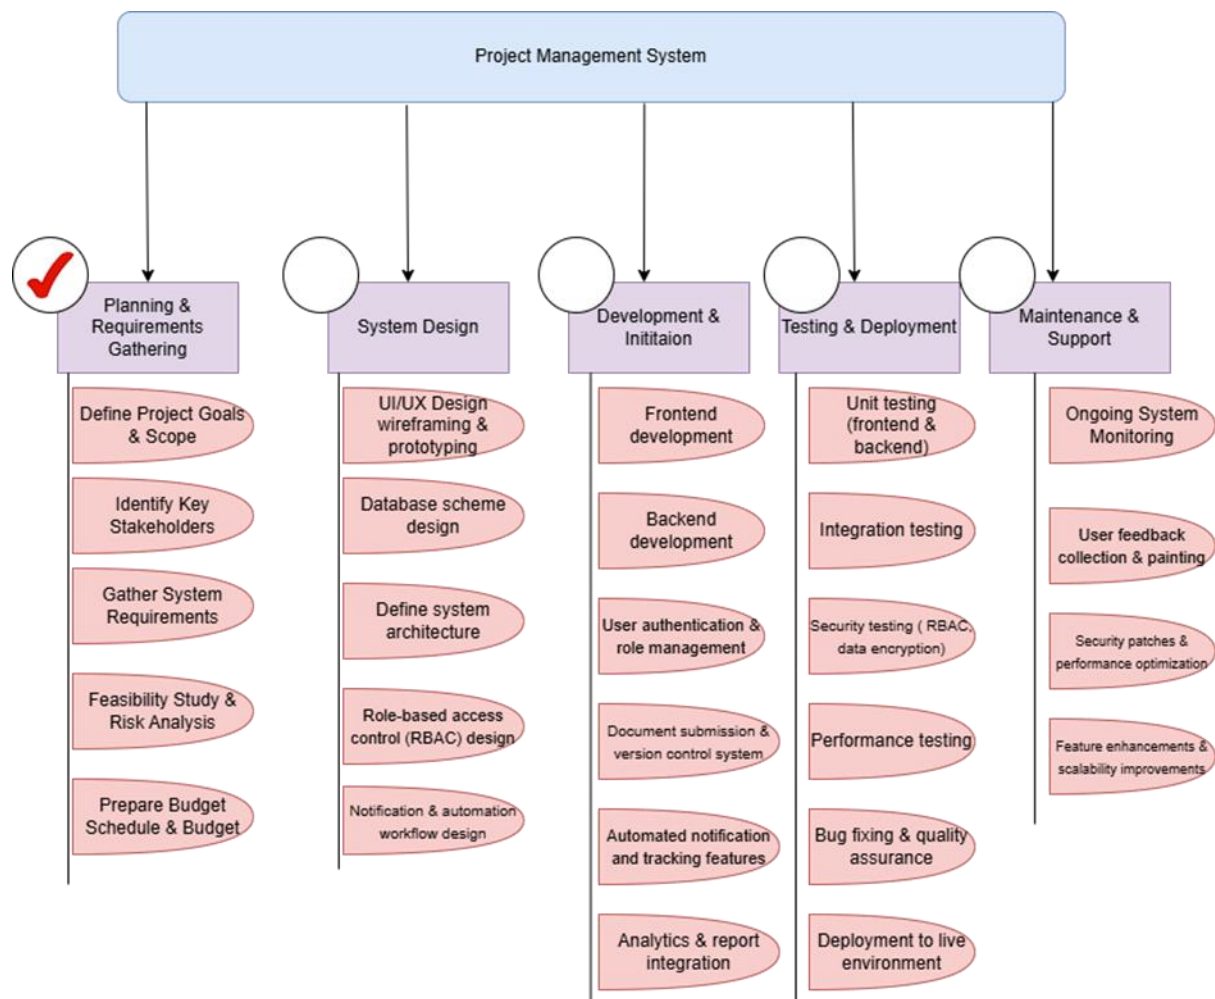 Project Management System
Planning &
Requirements
Gathering
Define Project Goals
& Scope
Identify Key
Stakeholders
Gather System
Requirements
Feasibility Study &
Risk Analysis
Prepare Budget
Schedule & Budget
System Design
UI/UX Design
wireframing &
prototyping
Database scheme
design
Define system
architecture
Role-based access
control (RBAC) design
Notification & automation
workflow design
Development &
Inititaion
Frontend
development
Backend
development
User authentication &
role management
Document submission &
version control system
Automated notification
and tracking features
Analytics & report
integration
Testing & Deployment
Unit testing
(frontend &
backend)
Integration testing
Security testing ( RBAC,
data encryption)
Performance testing
Bug fixing & quality
assurance
Deployment to live
environment
Maintenance &
Support
Ongoing System
Monitoring
User feedback
collection & painting
Security patches &
performance optimization
Feature enhancements &
scalability improvements